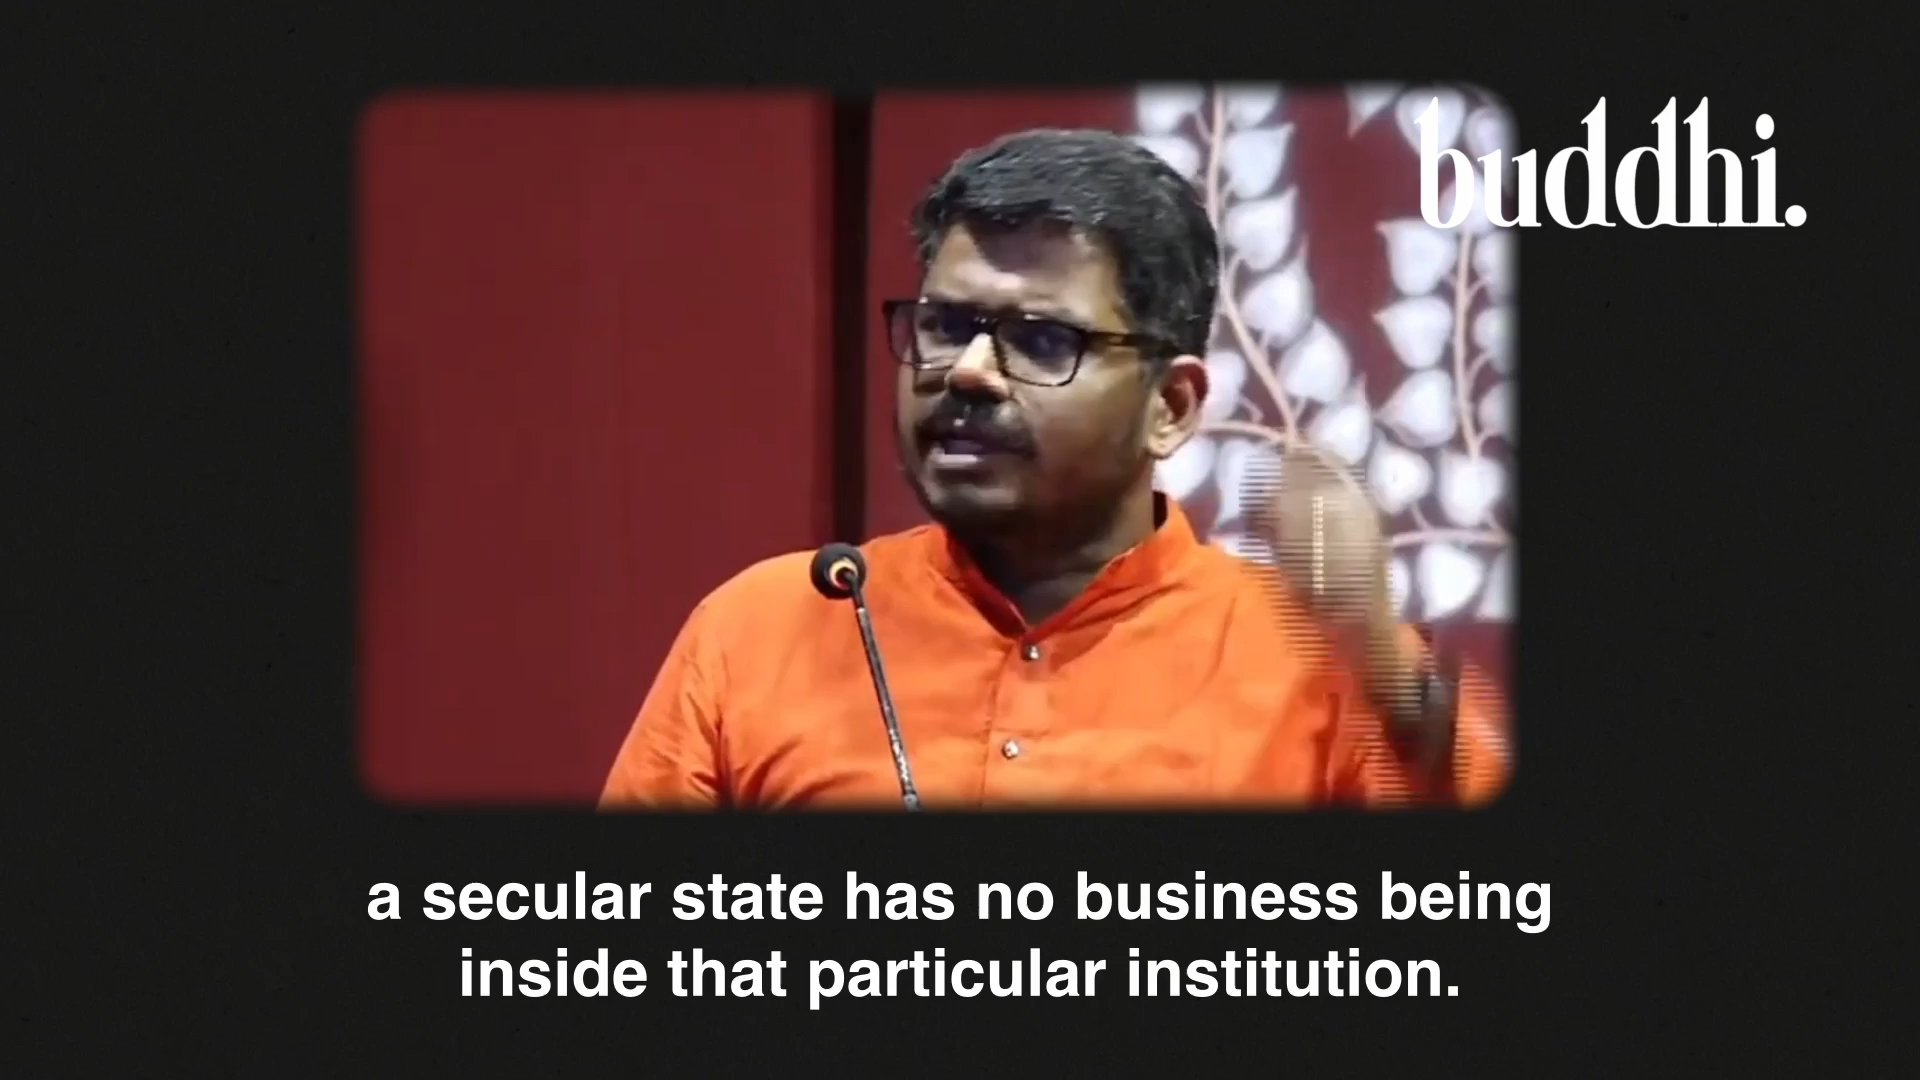 buddhi.
a secular state has no business being
inside that particular institution.